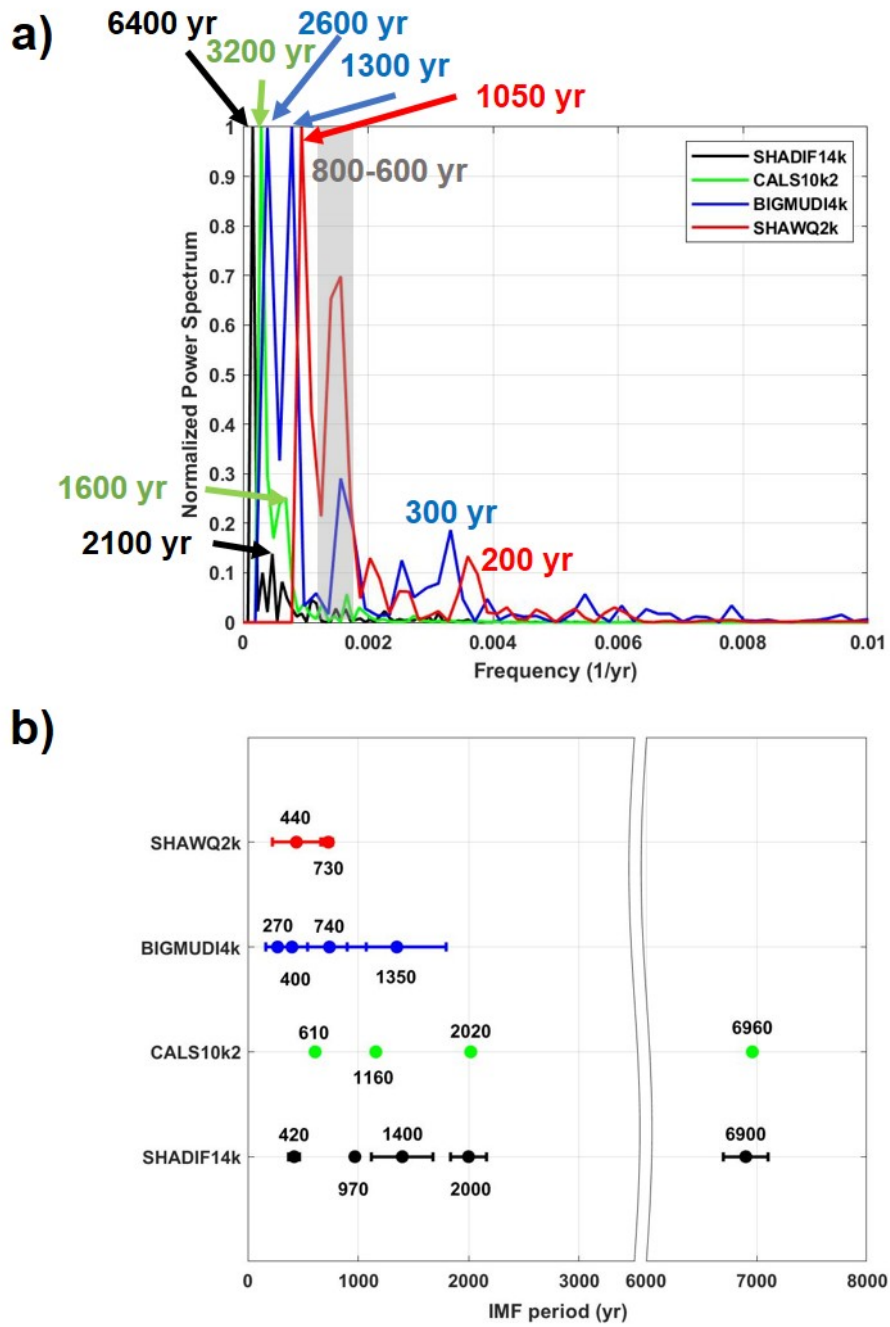 a)
6400 yr
2600 yr
3200 yr
1300 yr
1050 yr
800-600 yr
SHADIF14k
CALS10k2
BIGMUDI4k
SHAWQ2k
1
0.9
0.8
0.7
0.6
0.5
0.4
0.3
0.2
0.1
0
Normalized Power Spectrum
1600 yr
2100 yr
300 yr
200 yr
0
0.002
0.004
0.006
0.008
0.01
Frequency (1/yr)
b)
SHAWQ2k
440
730
BIGMUDI4k
270
740
400
1350
CALS10k2
610
2020
6960
1160
SHADIF14k
420
1400
6900
970
2000
0
1000
2000
3000
6000
7000
8000
IMF period (yr)